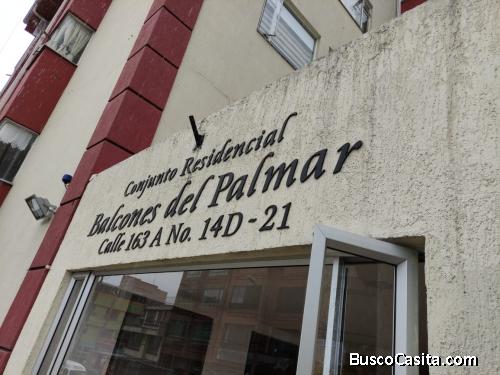 Conjunto Residencial
Balcones del Palmar
Calle 163 A No. 14D - 21
BuscoCasita.com